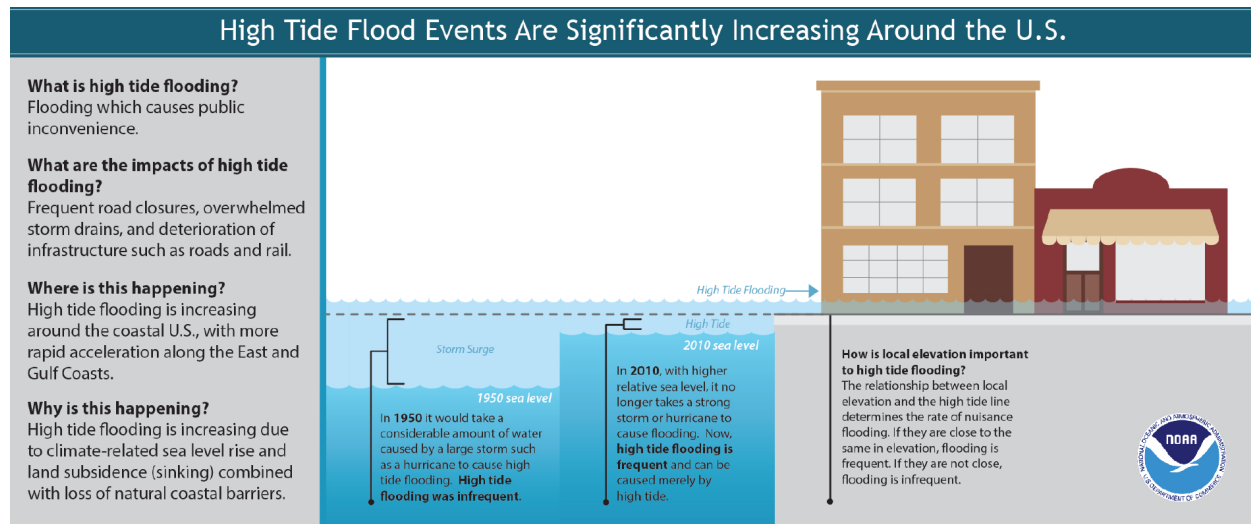 High Tide Flood Events Are Significantly Increasing Around the U.S.
What is high tide flooding?
Flooding which causes public
inconvenience.
What are the impacts of high tide
flooding?
Frequent road closures, overwhelmed
storm drains, and deterioration of
infrastructure such as roads and rail.
Where is this happening?
High tide flooding is increasing
around the coastal U.S., with more
rapid acceleration along the East and
Gulf Coasts.
Why is this happening?
High tide flooding is increasing due
to climate-related sea level rise and
land subsidence (sinking) combined
with loss of natural coastal barriers.
High Tide Flooding
Storm Surge
1950 sea level
In 1950 it would take a
considerable amount of water
caused by a large storm such
as a hurricane to cause high
tide flooding. High tide
flooding was infrequent.
High Tide
2010 sea level
In 2010, with higher
relative sea level, it no
longer takes a strong
storm or hurricane to
cause flooding. Now,
high tide flooding is
frequent and can be
caused merely by
high tide.
How is local elevation important
to high tide flooding?
The relationship between local
elevation and the high tide line
determines the rate of nuisance
flooding. If they are close to the
same in elevation, flooding is
frequent. If they are not close,
flooding is infrequent.
NATIONAL OCEANIC AND ATMOSPHERIC ADMINISTRATION
NOAA
U.S. DEPARTMENT OF COMMERCE